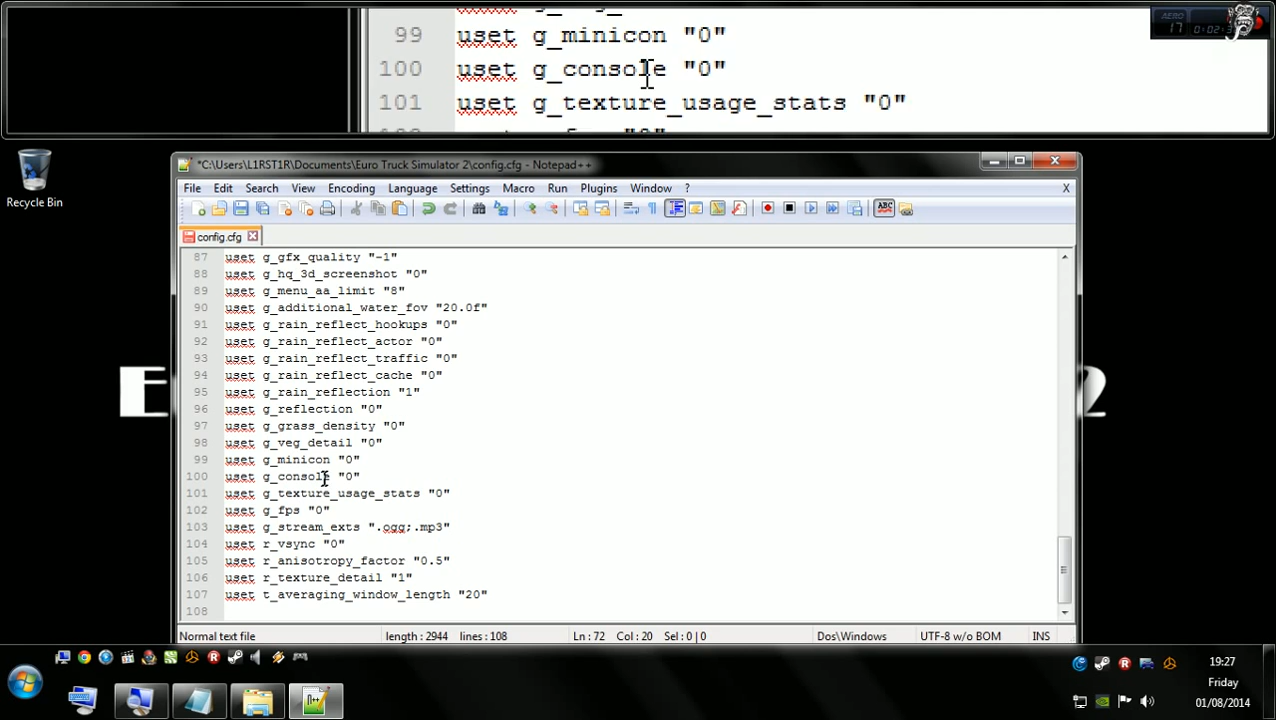 99 uset g_minicon "0"
100 uset g_console "0"
101 uset g_texture_usage_stats "0"
AERO
17
Recycle Bin
*C:\Users\L1RST1R\Documents\Euro Truck Simulator 2\config.cfg - Notepad++
File Edit Search View Encoding Language Settings Macro Run Plugins Window ? X
ABC
config.cfg
87 uset g_gfx_quality "-1"
88 uset g_hq_3d_screenshot "0"
89 uset g_menu_aa_limit "8"
90 uset g_additional_water_fov "20.0f"
91 uset g_rain_reflect_hookups "0"
92 uset g_rain_reflect_actor "0"
93 uset g_rain_reflect_traffic "0"
94 uset g_rain_reflect_cache "0"
95 uset g_rain_reflection "1"
96 uset g_reflection "0"
97 uset g_grass_density "0"
98 uset g_veg_detail "0"
99 uset g_minicon "0"
100 uset g_console "0"
101 uset g_texture_usage_stats "0"
102 uset g_fps "0"
103 uset g_stream_exts ".ogg;.mp3"
104 uset r_vsync "0"
105 uset r_anisotropy_factor "0.5"
106 uset r_texture_detail "1"
107 uset t_averaging_window_length "20"
108
E 2
Normal text file length : 2944 lines : 108 Ln : 72 Col : 20 Sel : 0 | 0 Dos\Windows UTF-8 w/o BOM INS
19:27
Friday
01/08/2014